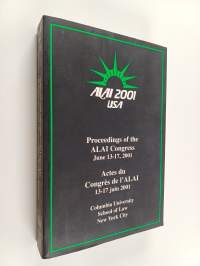 ALAI 2001
USA
Proceedings of the
ALAI Congress
June 13-17, 2001
Actes du
Congrès de l'ALAI
13-17 juin 2001
Columbia University
School of Law
New York City